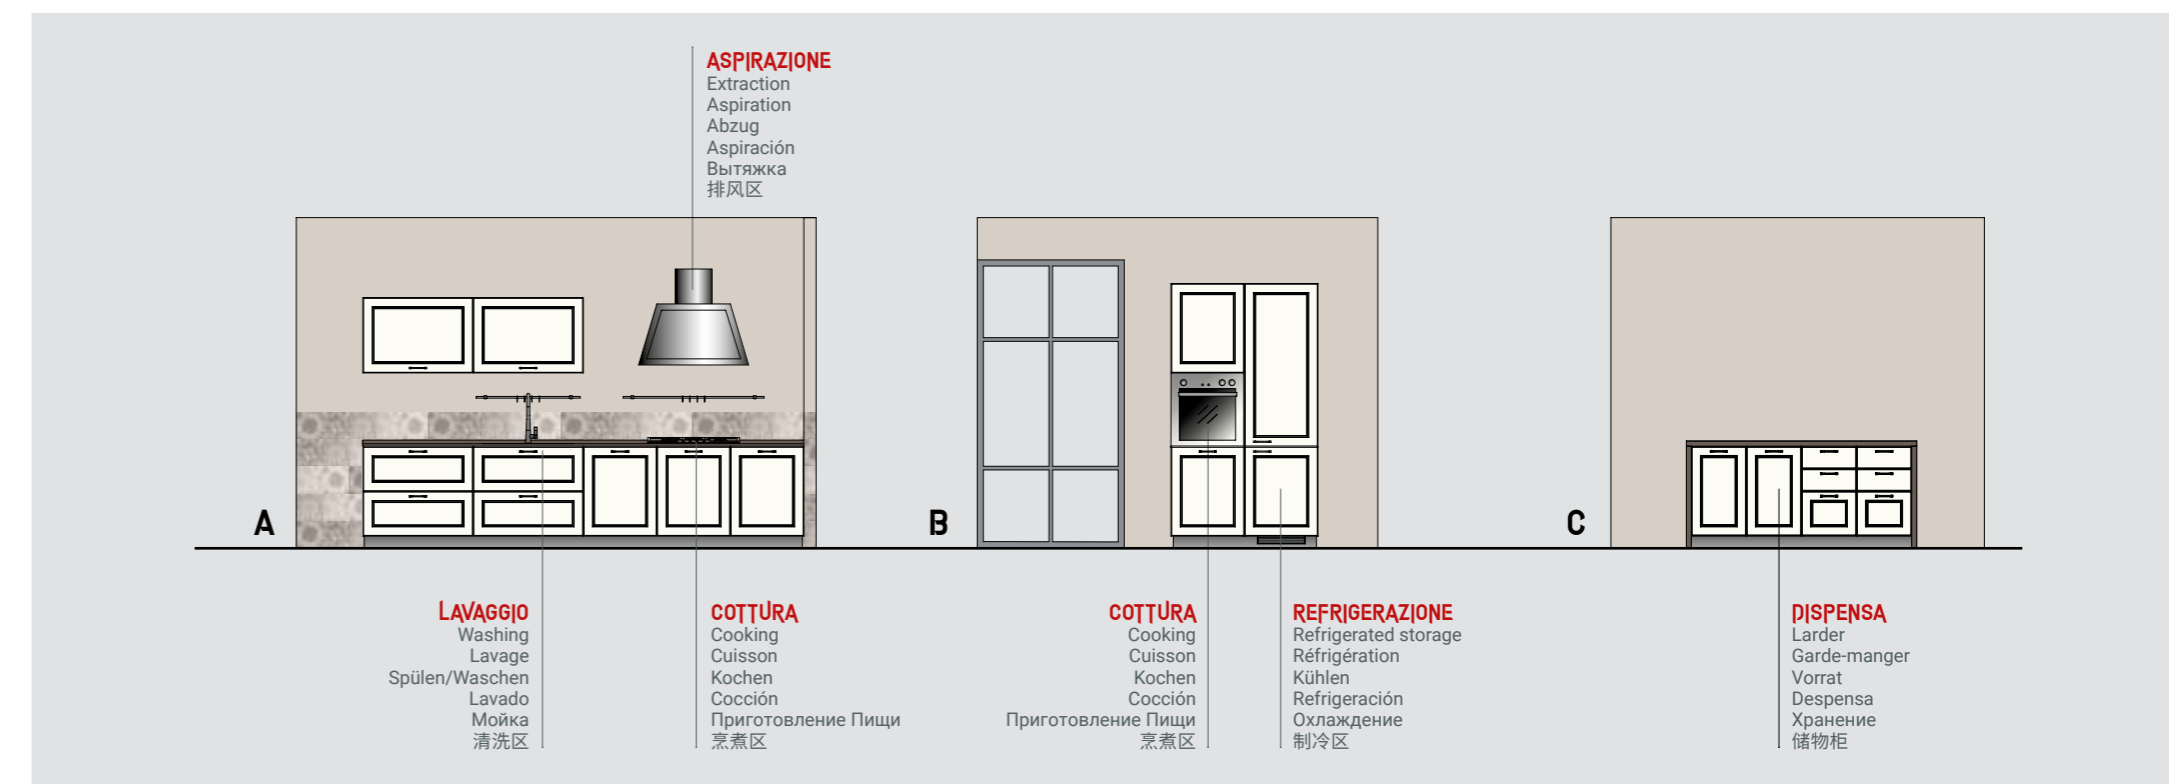 ASPIRAZIONE
Extraction
Aspiration
Abzug
Aspiración
Вытяжка
排风区
A
B
C
LAVAGGIO
Washing
Lavage
Spülen/Waschen
Lavado
Мойка
清洗区
COTTURA
Cooking
Cuisson
Kochen
Cocción
Приготовление Пищи
烹煮区
COTTURA
Cooking
Cuisson
Kochen
Cocción
Приготовление Пищи
烹煮区
REFRIGERAZIONE
Refrigerated storage
Réfrigération
Kühlen
Refrigeración
Охлаждение
制冷区
DISPENSA
Larder
Garde-manger
Vorrat
Despensa
Хранение
储物柜